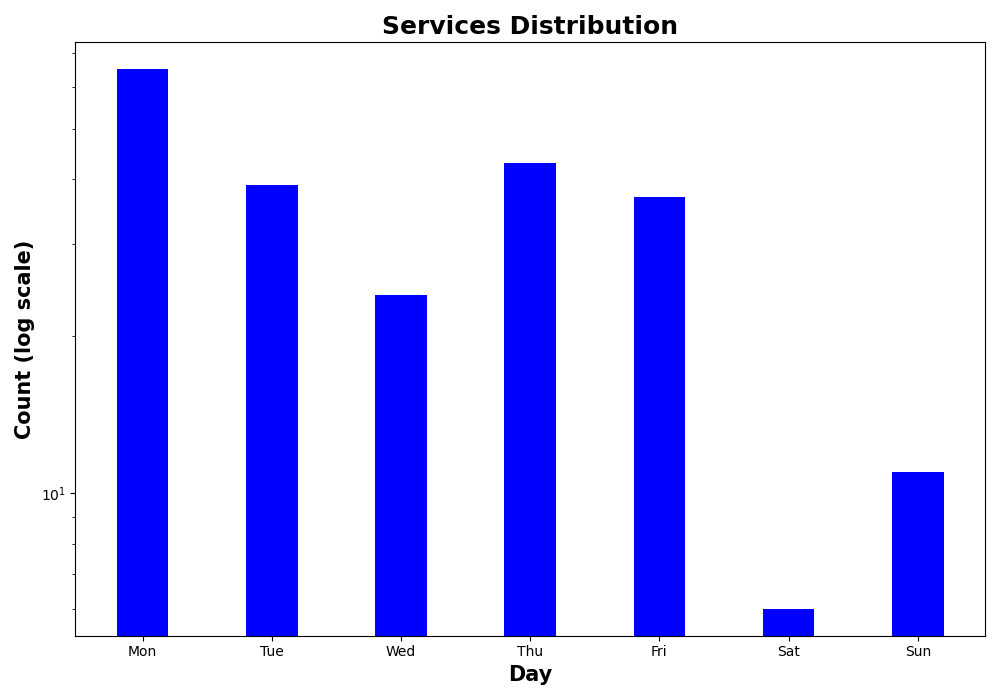 Services Distribution
Count (log scale)
10¹
Mon Tue Wed Thu Fri Sat Sun
Day